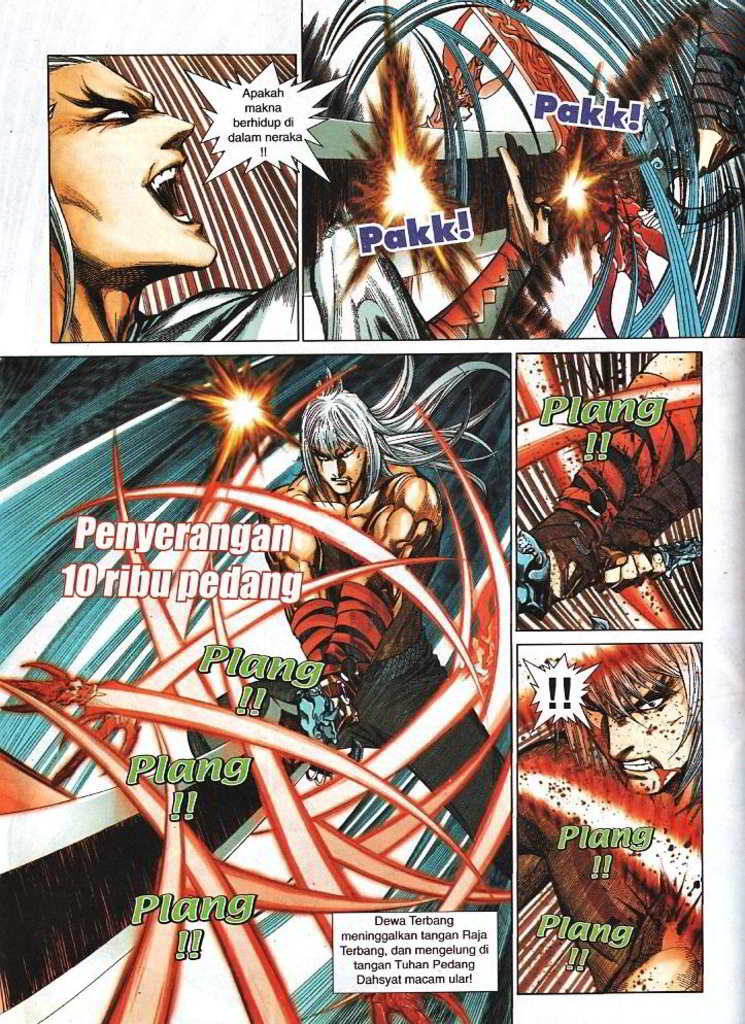 Apakah
makna
berhidup di
dalam neraka
!!
Pakk!
Pakk!
Penyerangan
10 ribu pedang
Plang
!!
Plang
!!
Plang
!!
Dewa Terbang
meninggalkan tangan Raja
Terbang, dan mengelung di
tangan Tuhan Pedang
Dahsyat macam ular!
Plang
!!
!!
Plang
!!
Plang
!!